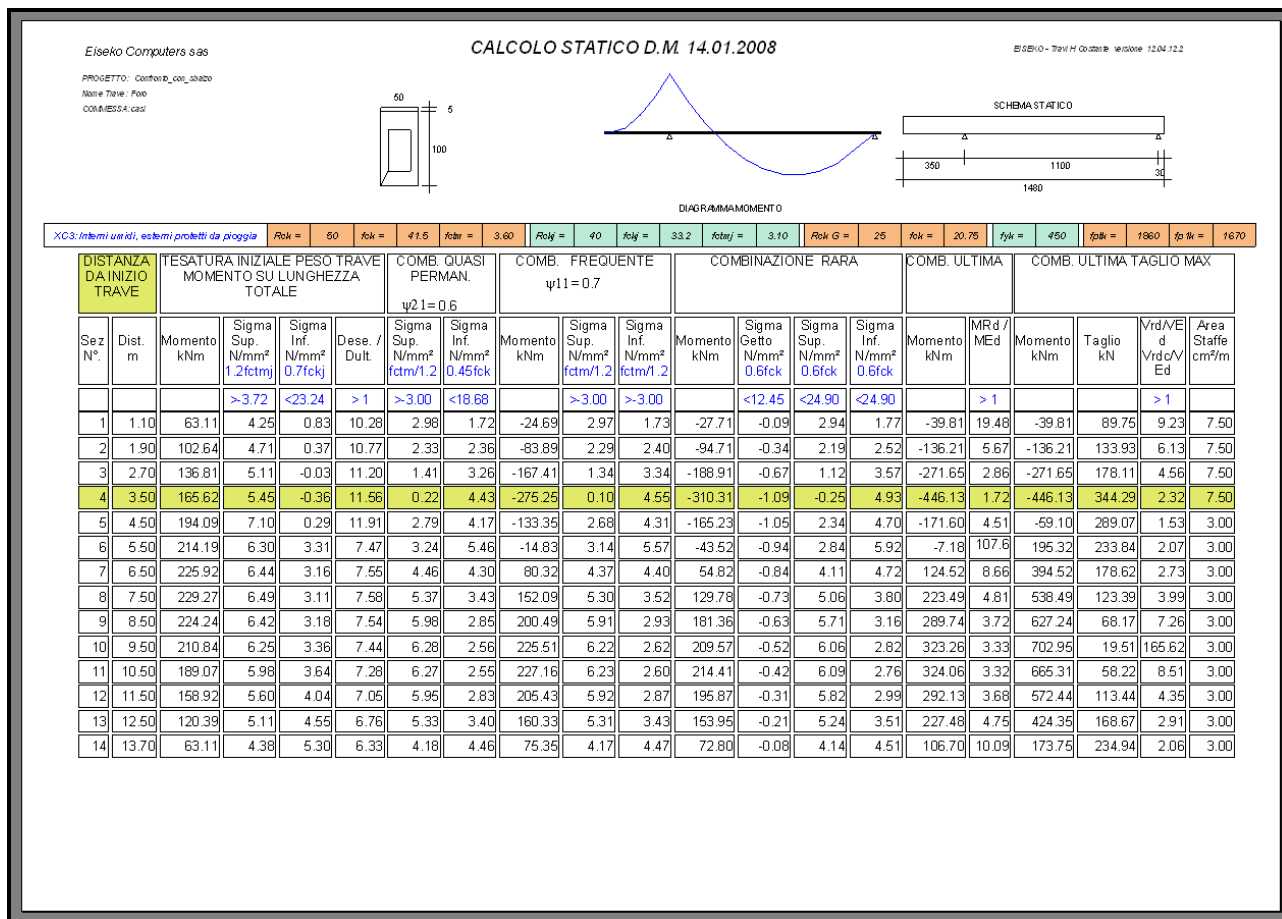 Eiseko Computers sas
CALCOLO STATICO D.M. 14.01.2008
EISEKO - Travi H Costante versione 12.04.12.2
PROGETTO: Confronto_con_sbalzo
Nome Trave : Foro
COMMESSA: casi
50
5
100
SCHEMA STATICO
350 1100 30
1480
DIAGRAMMA MOMENTO
XC3: Interni umidi, esterni protetti da pioggia Rck = 50 fck = 41.5 fctm = 3.60 Rckj = 40 fckj = 33.2 fctmj = 3.10 Rck G = 25 fck = 20.75 fyk = 450 fptk = 1860 fp1k = 1670
DISTANZA DA INIZIO TRAVE TESATURA INIZIALE PESO TRAVE MOMENTO SU LUNGHEZZA TOTALE COMB. QUASI PERMAN. ψ21= 0.6 COMB. FREQUENTE ψ11= 0.7 COMBINAZIONE RARA COMB. ULTIMA COMB. ULTIMA TAGLIO MAX
Sez N°. Dist. m Momento kNm Sigma Sup. N/mm² 1.2fctmj Sigma Inf. N/mm² 0.7fckj Dese. / Dult. Sigma Sup. N/mm² fctm/1.2 Sigma Inf. N/mm² 0.45fck Momento kNm Sigma Sup. N/mm² fctm/1.2 Sigma Inf. N/mm² fctm/1.2 Momento kNm Sigma Getto N/mm² 0.6fck Sigma Sup. N/mm² 0.6fck Sigma Inf. N/mm² 0.6fck Momento kNm MRd / MEd Momento kNm Taglio kN Vrd/VEd Vrdc/VEd Area Staffe cm²/m
>-3.72 <23.24 > 1 >-3.00 <18.68 >-3.00 >-3.00 <12.45 <24.90 <24.90 > 1 > 1
1 1.10 63.11 4.25 0.83 10.28 2.98 1.72 -24.69 2.97 1.73 -27.71 -0.09 2.94 1.77 -39.81 19.48 -39.81 89.75 9.23 7.50
2 1.90 102.64 4.71 0.37 10.77 2.33 2.36 -83.89 2.29 2.40 -94.71 -0.34 2.19 2.52 -136.21 5.67 -136.21 133.93 6.13 7.50
3 2.70 136.81 5.11 -0.03 11.20 1.41 3.26 -167.41 1.34 3.34 -188.91 -0.67 1.12 3.57 -271.65 2.86 -271.65 178.11 4.56 7.50
4 3.50 165.62 5.45 -0.36 11.56 0.22 4.43 -275.25 0.10 4.55 -310.31 -1.09 -0.25 4.93 -446.13 1.72 -446.13 344.29 2.32 7.50
5 4.50 194.09 7.10 0.29 11.91 2.79 4.17 -133.35 2.68 4.31 -165.23 -1.05 2.34 4.70 -171.60 4.51 -59.10 289.07 1.53 3.00
6 5.50 214.19 6.30 3.31 7.47 3.24 5.46 -14.83 3.14 5.57 -43.52 -0.94 2.84 5.92 -7.18 107.6 195.32 233.84 2.07 3.00
7 6.50 225.92 6.44 3.16 7.55 4.46 4.30 80.32 4.37 4.40 54.82 -0.84 4.11 4.72 124.52 8.66 394.52 178.62 2.73 3.00
8 7.50 229.27 6.49 3.11 7.58 5.37 3.43 152.09 5.30 3.52 129.78 -0.73 5.06 3.80 223.49 4.81 538.49 123.39 3.99 3.00
9 8.50 224.24 6.42 3.18 7.54 5.98 2.85 200.49 5.91 2.93 181.36 -0.63 5.71 3.16 289.74 3.72 627.24 68.17 7.26 3.00
10 9.50 210.84 6.25 3.36 7.44 6.28 2.56 225.51 6.22 2.62 209.57 -0.52 6.06 2.82 323.26 3.33 702.95 19.51 165.62 3.00
11 10.50 189.07 5.98 3.64 7.28 6.27 2.55 227.16 6.23 2.60 214.41 -0.42 6.09 2.76 324.06 3.32 665.31 58.22 8.51 3.00
12 11.50 158.92 5.60 4.04 7.05 5.95 2.83 205.43 5.92 2.87 195.87 -0.31 5.82 2.99 292.13 3.68 572.44 113.44 4.35 3.00
13 12.50 120.39 5.11 4.55 6.76 5.33 3.40 160.33 5.31 3.43 153.95 -0.21 5.24 3.51 227.48 4.75 424.35 168.67 2.91 3.00
14 13.70 63.11 4.38 5.30 6.33 4.18 4.46 75.35 4.17 4.47 72.80 -0.08 4.14 4.51 106.70 10.09 173.75 234.94 2.06 3.00